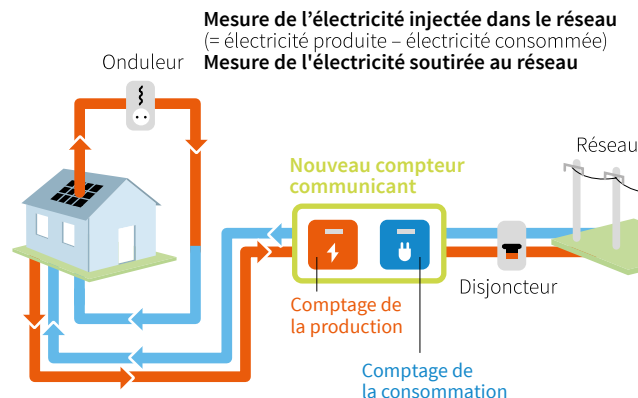 Mesure de l’électricité injectée dans le réseau
(= électricité produite – électricité consommée)
Mesure de l'électricité soutirée au réseau
Onduleur
Réseau
Nouveau compteur
communicant
Disjoncteur
Comptage de
la production
Comptage de
la consommation